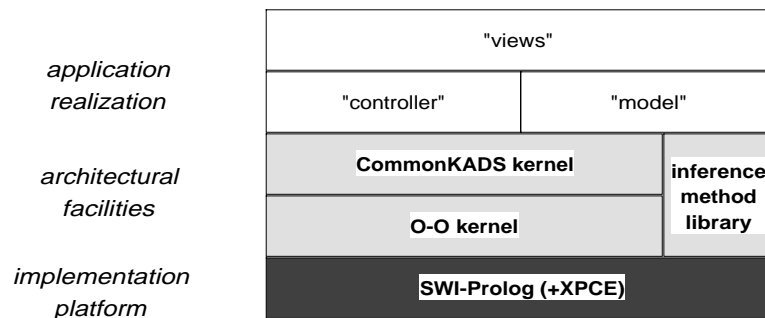 "views"
application
realization
"controller"
"model"
CommonKADS kernel
inference
method
library
architectural
facilities
O-O kernel
implementation
platform
SWI-Prolog (+XPCE)